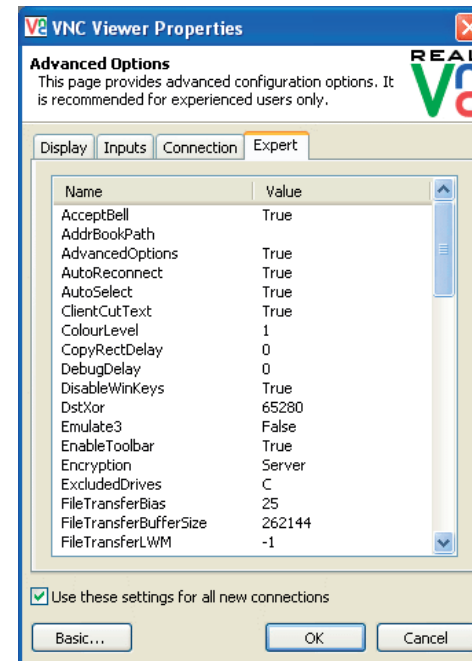 VNC Viewer Properties
Advanced Options
This page provides advanced configuration options. It
is recommended for experienced users only.
REAL
Display Inputs Connection Expert
Name Value
AcceptBell True
AddrBookPath
AdvancedOptions True
AutoReconnect True
AutoSelect True
ClientCutText True
ColourLevel 1
CopyRectDelay 0
DebugDelay 0
DisableWinKeys True
DstXor 65280
Emulate3 False
EnableToolbar True
Encryption Server
ExcludedDrives C
FileTransferBias 25
FileTransferBufferSize 262144
FileTransferLWM -1
Use these settings for all new connections
Basic... OK Cancel